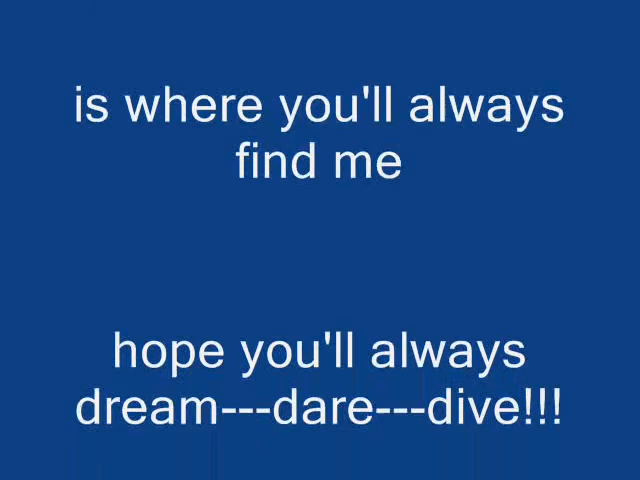 is where you'll always
find me
hope you'll always
dream---dare---dive!!!